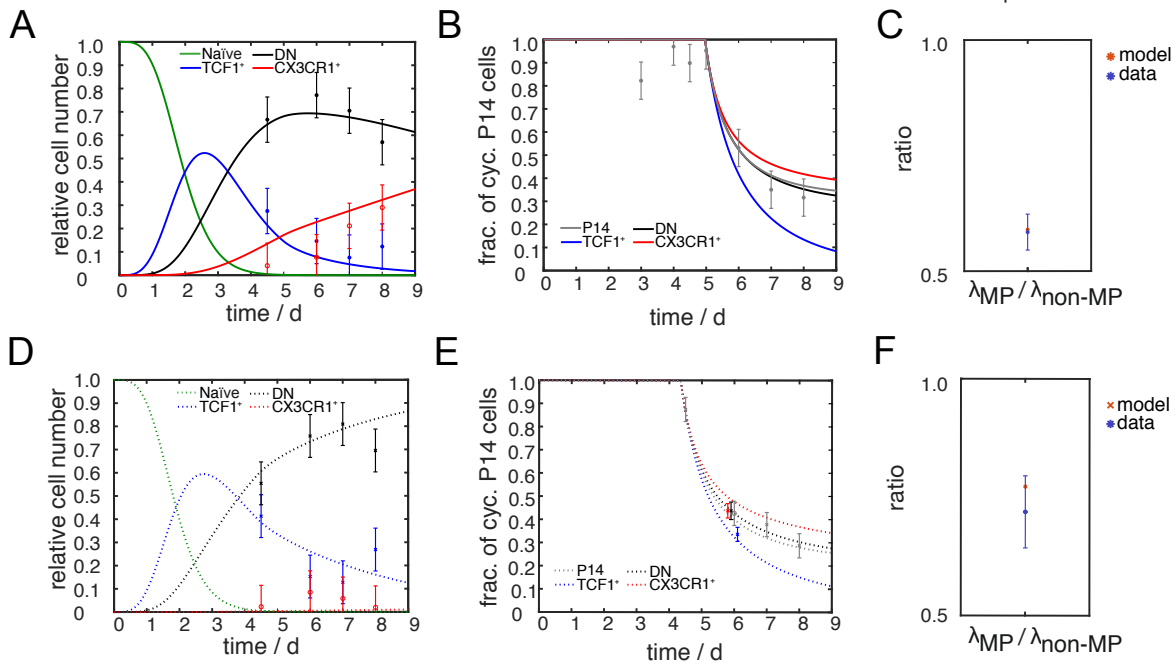 A
relative cell number
1.0
0.9
0.8
0.7
0.6
0.5
0.4
0.3
0.2
0.1
0
Naïve
DN
TCF1+
CX3CR1+
0 1 2 3 4 5 6 7 8 9
time / d
B
frac. of cyc. P14 cells
1.0
0.9
0.8
0.7
0.6
0.5
0.4
0.3
0.2
0.1
0
P14
DN
TCF1+
CX3CR1+
0 1 2 3 4 5 6 7 8 9
time / d
C
ratio
1.0
0.5
model
data
λMP / λnon-MP
D
relative cell number
1.0
0.9
0.8
0.7
0.6
0.5
0.4
0.3
0.2
0.1
0
Naïve
DN
TCF1+
CX3CR1+
0 1 2 3 4 5 6 7 8 9
time / d
E
frac. of cyc. P14 cells
1.0
0.9
0.8
0.7
0.6
0.5
0.4
0.3
0.2
0.1
0
P14
DN
TCF1+
CX3CR1+
0 1 2 3 4 5 6 7 8 9
time / d
F
ratio
1.0
0.5
model
data
λMP / λnon-MP